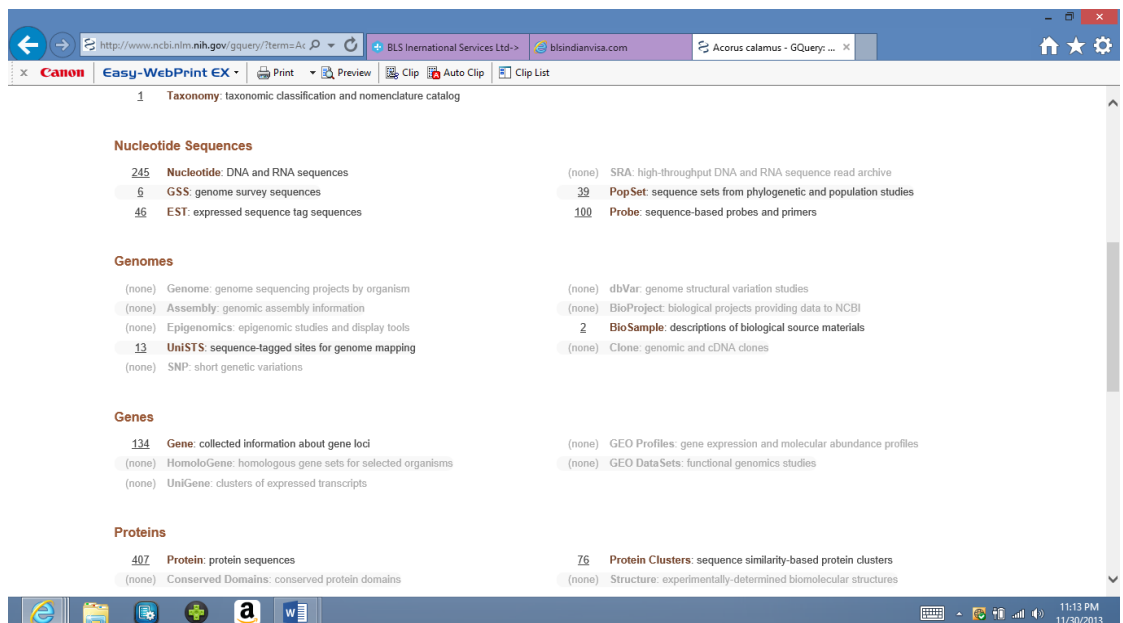 http://www.ncbi.nlm.nih.gov/gquery/?term=Ac
BLS Inernational Services Ltd->
blsindianvisa.com
Acorus calamus - GQuery: ...
x Canon Easy-WebPrint EX Print Preview Clip Auto Clip Clip List
1 Taxonomy: taxonomic classification and nomenclature catalog
Nucleotide Sequences
245 Nucleotide: DNA and RNA sequences
(none) SRA: high-throughput DNA and RNA sequence read archive
6 GSS: genome survey sequences
39 PopSet: sequence sets from phylogenetic and population studies
46 EST: expressed sequence tag sequences
100 Probe: sequence-based probes and primers
Genomes
(none) Genome: genome sequencing projects by organism
(none) dbVar: genome structural variation studies
(none) Assembly: genomic assembly information
(none) BioProject: biological projects providing data to NCBI
(none) Epigenomics: epigenomic studies and display tools
2 BioSample: descriptions of biological source materials
13 UniSTS: sequence-tagged sites for genome mapping
(none) Clone: genomic and cDNA clones
(none) SNP: short genetic variations
Genes
134 Gene: collected information about gene loci
(none) GEO Profiles: gene expression and molecular abundance profiles
(none) HomoloGene: homologous gene sets for selected organisms
(none) GEO DataSets: functional genomics studies
(none) UniGene: clusters of expressed transcripts
Proteins
407 Protein: protein sequences
76 Protein Clusters: sequence similarity-based protein clusters
(none) Conserved Domains: conserved protein domains
(none) Structure: experimentally-determined biomolecular structures
a
W
11:13 PM
11/30/2013